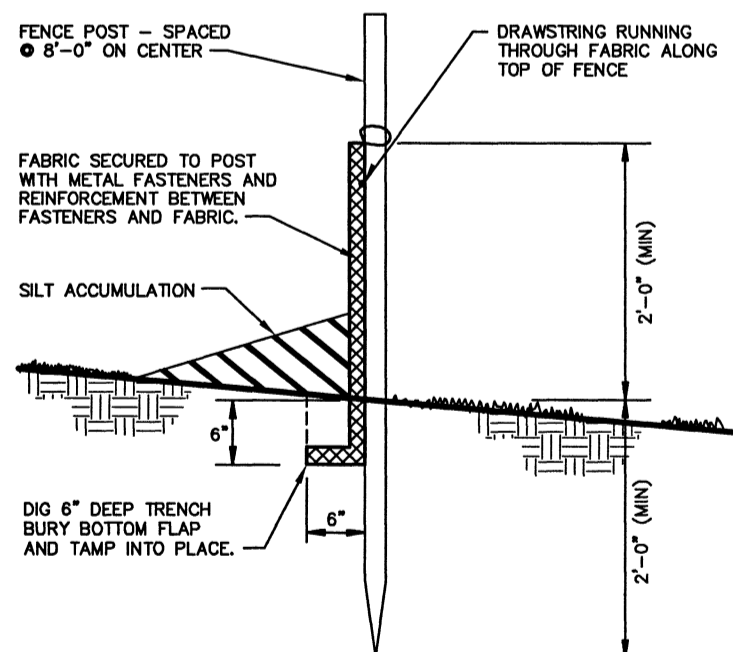 FENCE POST – SPACED
@ 8'-0" ON CENTER
DRAWSTRING RUNNING
THROUGH FABRIC ALONG
TOP OF FENCE
FABRIC SECURED TO POST
WITH METAL FASTENERS AND
REINFORCEMENT BETWEEN
FASTENERS AND FABRIC.
2'-0" (MIN)
SILT ACCUMULATION
6"
6"
2'-0" (MIN)
DIG 6" DEEP TRENCH
BURY BOTTOM FLAP
AND TAMP INTO PLACE.